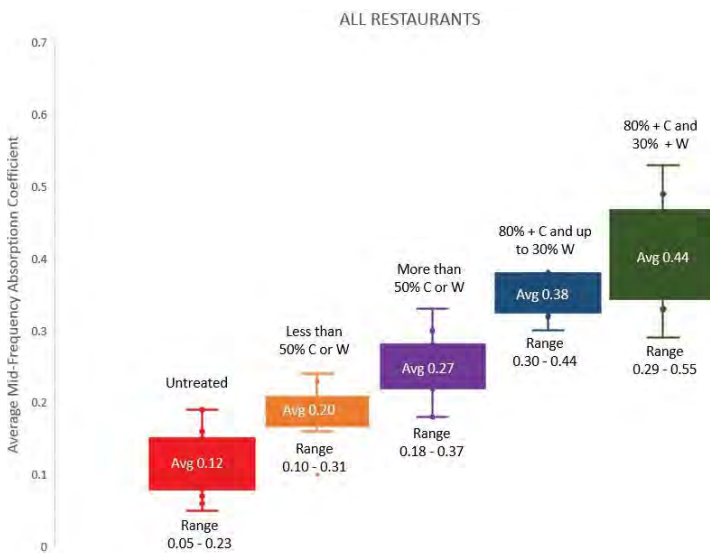 ALL RESTAURANTS
Average Mid-Frequency Absorptionn Coefficient
0.7
0.6
0.5
0.4
0.3
0.2
0.1
0
Untreated
Avg 0.12
Range
0.05 - 0.23
Less than
50% C or W
Avg 0.20
Range
0.10 - 0.31
More than
50% C or W
Avg 0.27
Range
0.18 - 0.37
80% + C and up
to 30% W
Avg 0.38
Range
0.30 - 0.44
80% + C and
30% + W
Avg 0.44
Range
0.29 - 0.55